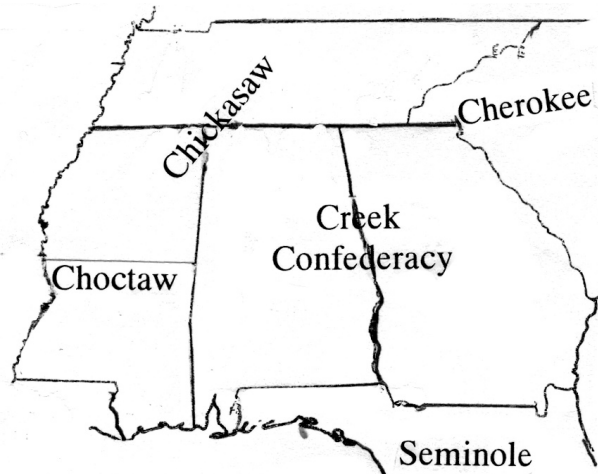 Chickasaw
Cherokee
Creek
Confederacy
Choctaw
Seminole